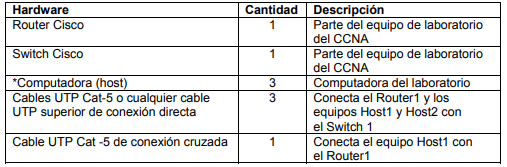 Hardware Cantidad Descripción
Router Cisco 1 Parte del equipo de laboratorio
del CCNA
Switch Cisco 1 Parte del equipo de laboratorio
del CCNA
*Computadora (host) 3 Computadora del laboratorio
Cables UTP Cat-5 o cualquier cable 3 Conecta el Router1 y los
UTP superior de conexión directa equipos Host1 y Host2 con
el Switch 1
Cable UTP Cat -5 de conexión cruzada 1 Conecta el equipo Host1 con
el Router1